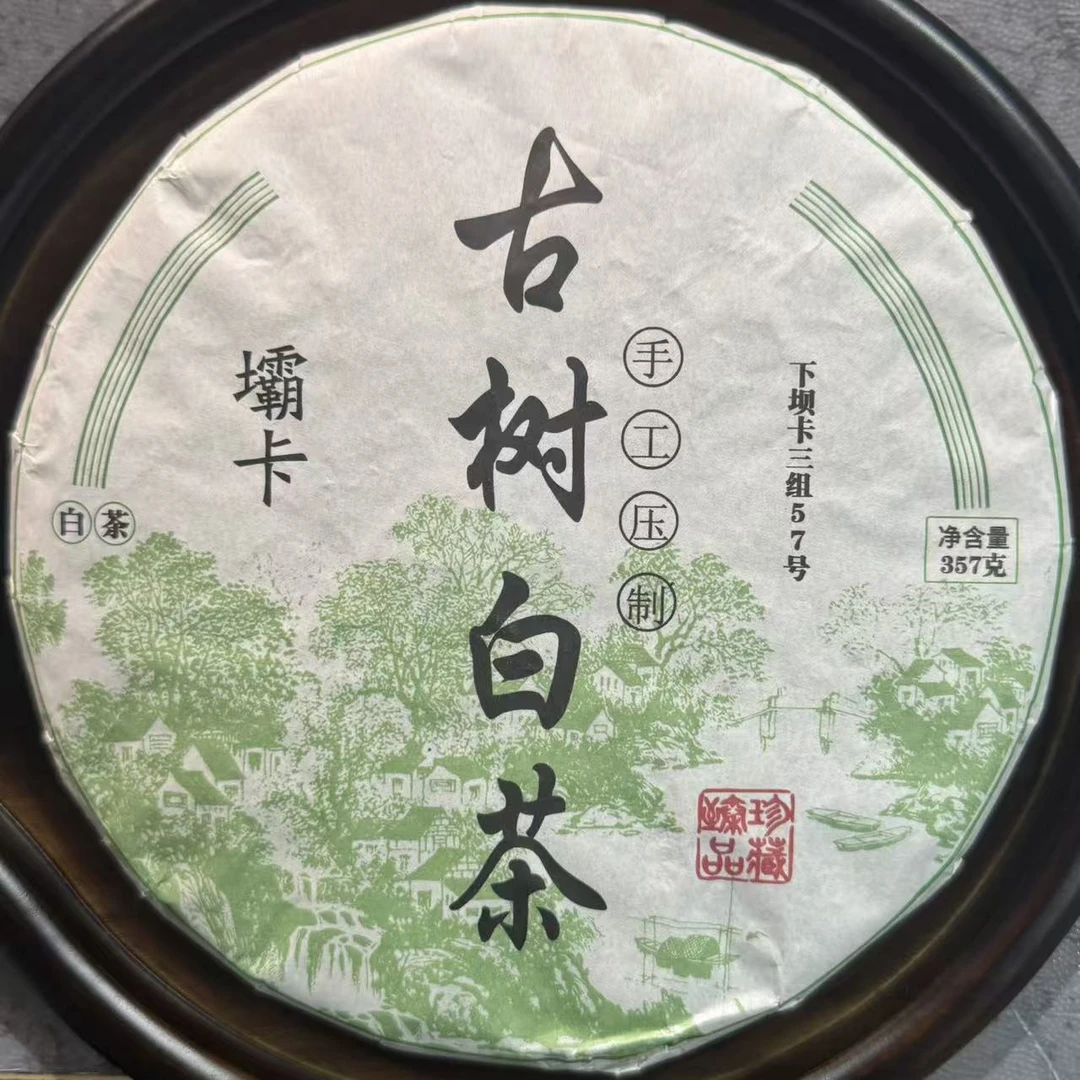 古树白茶
手工压制
壩卡
下坝卡三组57号
白茶
净含量
357克
珍藏
臻品